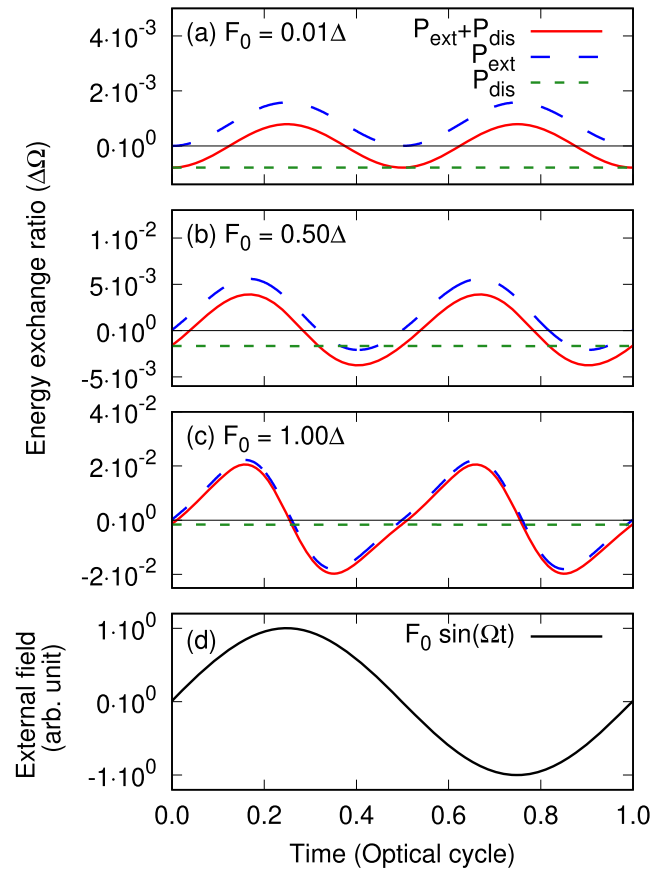 (a) F₀ = 0.01Δ
P_ext+P_dis
P_ext
P_dis
4·10⁻³
2·10⁻³
0·10⁰
Energy exchange ratio (ΔΩ)
(b) F₀ = 0.50Δ
1·10⁻²
5·10⁻³
0·10⁰
-5·10⁻³
(c) F₀ = 1.00Δ
4·10⁻²
2·10⁻²
0·10⁰
-2·10⁻²
External field
(arb. unit)
(d)
F₀ sin(Ωt)
1·10⁰
0·10⁰
-1·10⁰
0.0 0.2 0.4 0.6 0.8 1.0
Time (Optical cycle)